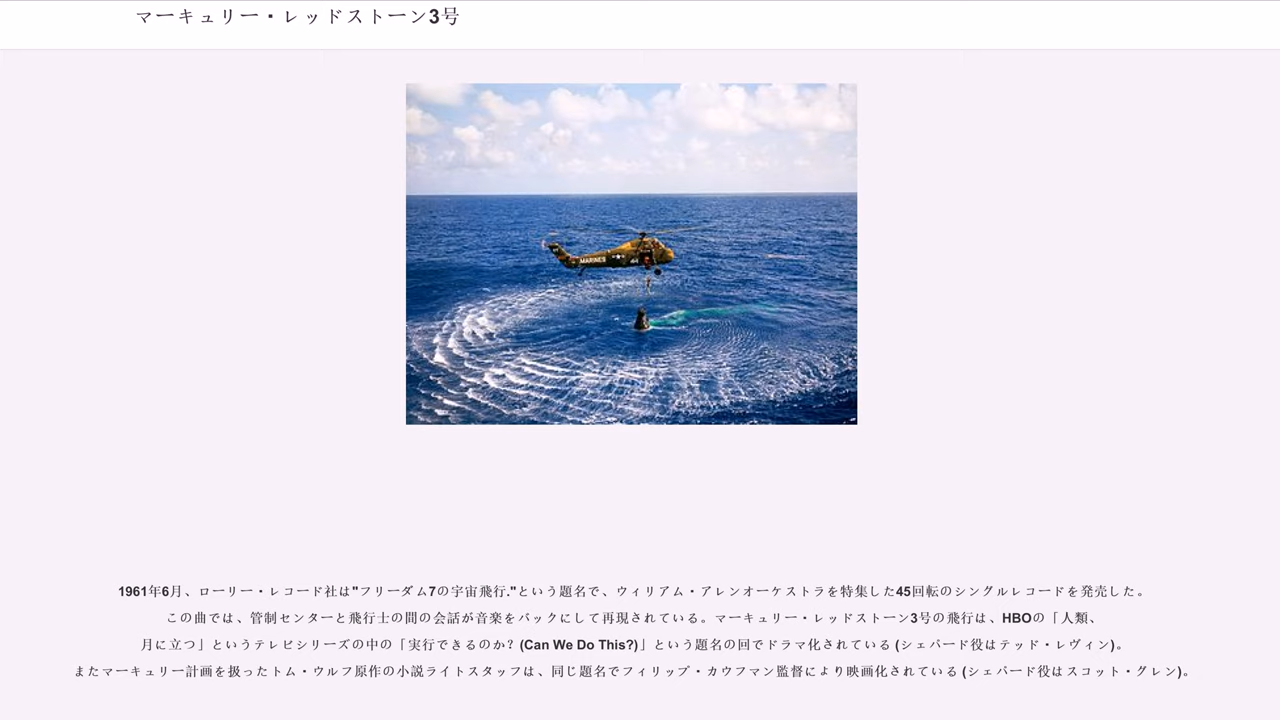 マーキュリー・レッドストーン3号
MARINES
44
1961年6月、ローリー・レコード社は"フリーダム7の宇宙飛行."という題名で、ウィリアム・アレンオーケストラを特集した45回転のシングルレコードを発売した。
この曲では、管制センターと飛行士の間の会話が音楽をバックにして再現されている。マーキュリー・レッドストーン3号の飛行は、HBOの「人類、
月に立つ」というテレビシリーズの中の「実行できるのか? (Can We Do This?)」という題名の回でドラマ化されている (シェパード役はテッド・レヴィン)。
またマーキュリー計画を扱ったトム・ウルフ原作の小説ライトスタッフは、同じ題名でフィリップ・カウフマン監督により映画化されている (シェパード役はスコット・グレン)。